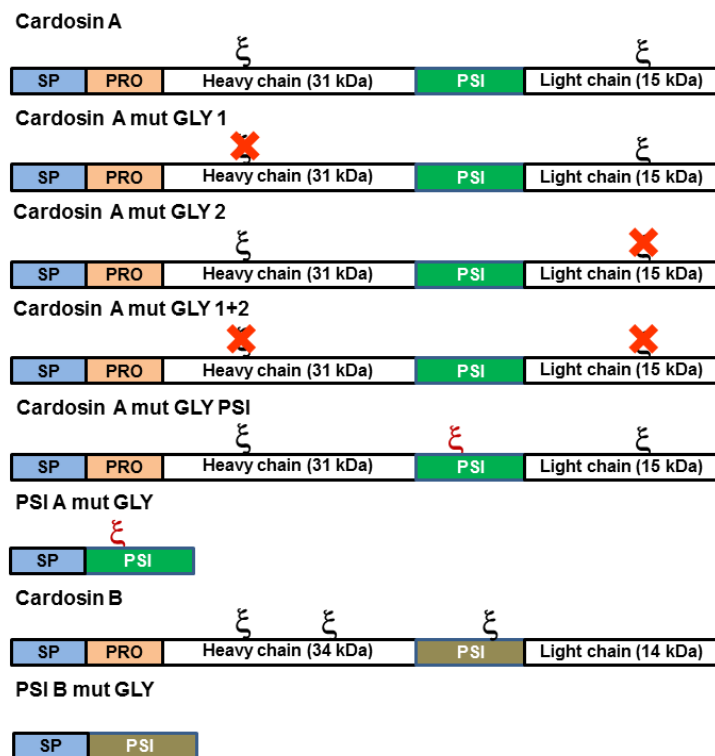 Cardosin A
ξ ξ
SP PRO Heavy chain (31 kDa) PSI Light chain (15 kDa)
Cardosin A mut GLY 1
ξ ξ
SP PRO Heavy chain (31 kDa) PSI Light chain (15 kDa)
Cardosin A mut GLY 2
ξ ξ
SP PRO Heavy chain (31 kDa) PSI Light chain (15 kDa)
Cardosin A mut GLY 1+2
ξ ξ
SP PRO Heavy chain (31 kDa) PSI Light chain (15 kDa)
Cardosin A mut GLY PSI
ξ ξ ξ
SP PRO Heavy chain (31 kDa) PSI Light chain (15 kDa)
PSI A mut GLY
ξ
SP PSI
Cardosin B
ξ ξ ξ
SP PRO Heavy chain (34 kDa) PSI Light chain (14 kDa)
PSI B mut GLY
SP PSI